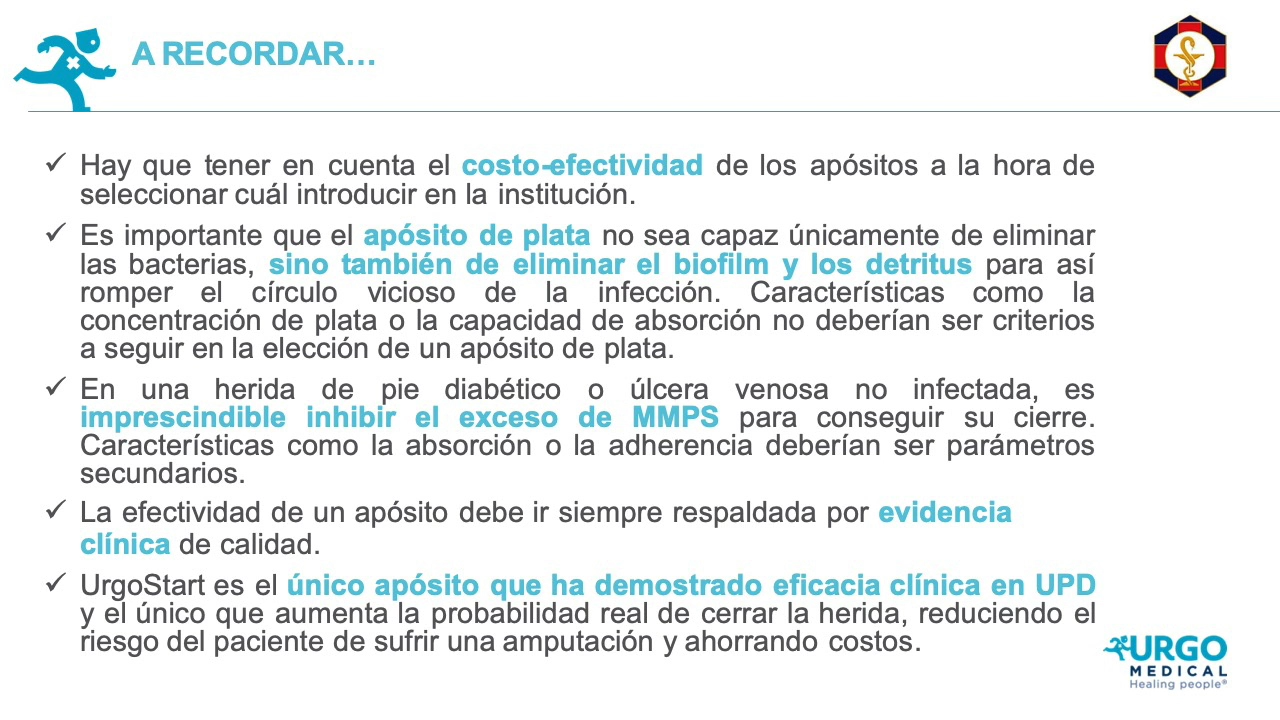 A RECORDAR…
✓ Hay que tener en cuenta el costo-efectividad de los apósitos a la hora de
seleccionar cuál introducir en la institución.
✓ Es importante que el apósito de plata no sea capaz únicamente de eliminar
las bacterias, sino también de eliminar el biofilm y los detritus para así
romper el círculo vicioso de la infección. Características como la
concentración de plata o la capacidad de absorción no deberían ser criterios
a seguir en la elección de un apósito de plata.
✓ En una herida de pie diabético o úlcera venosa no infectada, es
imprescindible inhibir el exceso de MMPS para conseguir su cierre.
Características como la absorción o la adherencia deberían ser parámetros
secundarios.
✓ La efectividad de un apósito debe ir siempre respaldada por evidencia
clínica de calidad.
✓ UrgoStart es el único apósito que ha demostrado eficacia clínica en UPD
y el único que aumenta la probabilidad real de cerrar la herida, reduciendo el
riesgo del paciente de sufrir una amputación y ahorrando costos.
URGO
MEDICAL
Healing people®